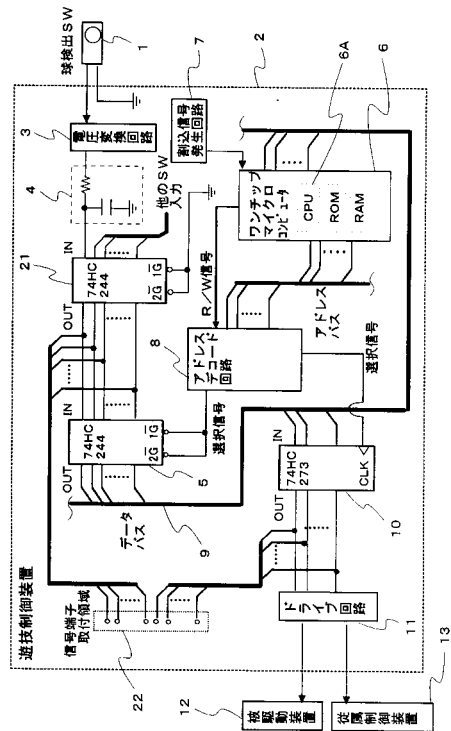 球検出SW
1
2
遊技制御装置
3
電圧変換回路
4
他のSW
入力
7
割込信号
発生回路
6A
6
ワンチップ
マイクロ
コンピュータ
CPU
ROM
RAM
R/W信号
アドレス
バス
8
アドレス
デコード
回路
選択信号
21
IN
74HC
244
OUT
2G 1G
IN
74HC
244
OUT
2G 1G
5
選択信号
データ
バス
9
IN
74HC
273
OUT
CLK
10
信号端子
取付領域
22
ドライブ回路
11
12
被駆動装置
従属制御装置
13